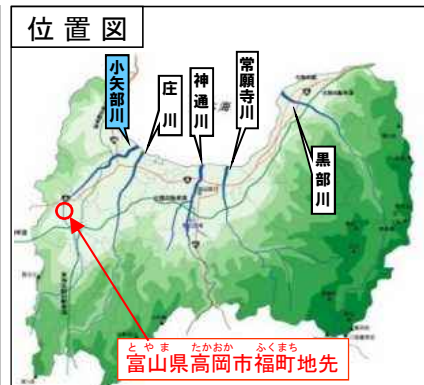 位置図
小矢部川
庄川
神通川
常願寺川
黒部川
とやま たかおか ふくまち
富山県高岡市福町地先